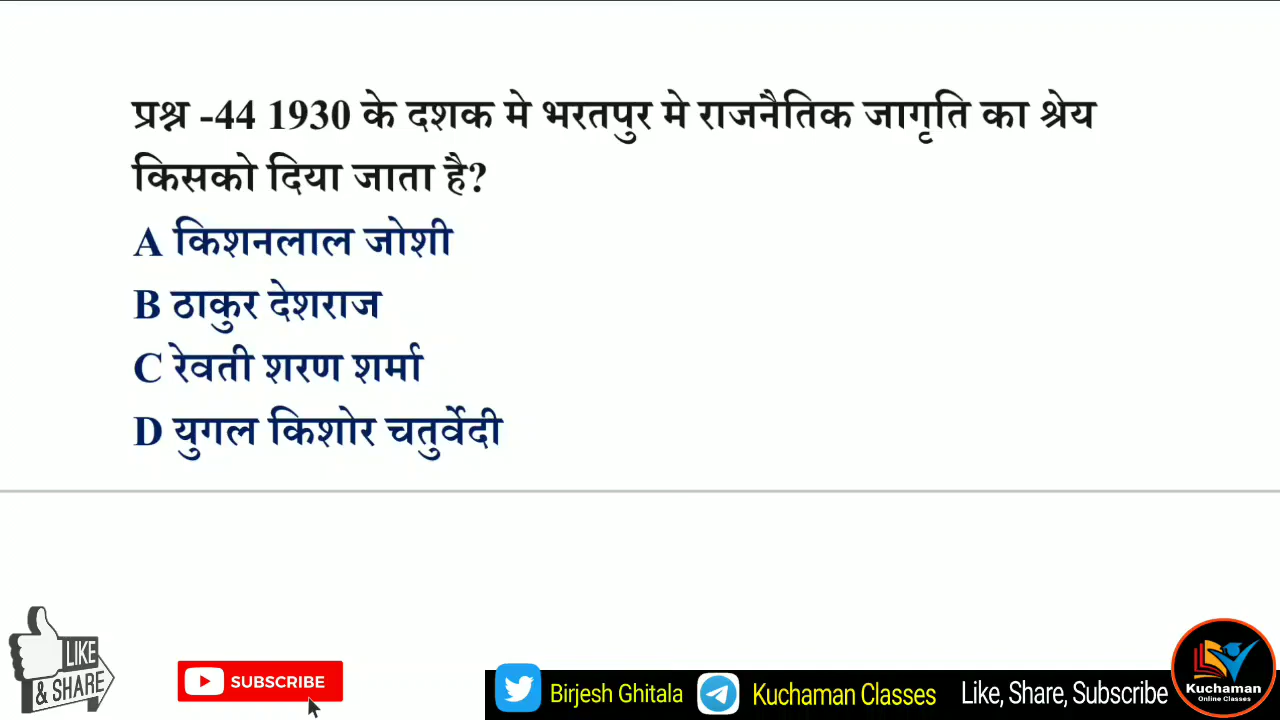 प्रश्न -44 1930 के दशक मे भरतपुर मे राजनैतिक जागृति का श्रेय
किसको दिया जाता है?
A किशनलाल जोशी
B ठाकुर देशराज
C रेवती शरण शर्मा
D युगल किशोर चतुर्वेदी
LIKE
& SHARE
SUBSCRIBE
Birjesh Ghitala
Kuchaman Classes
Like, Share, Subscribe
Kuchaman
Online Classes